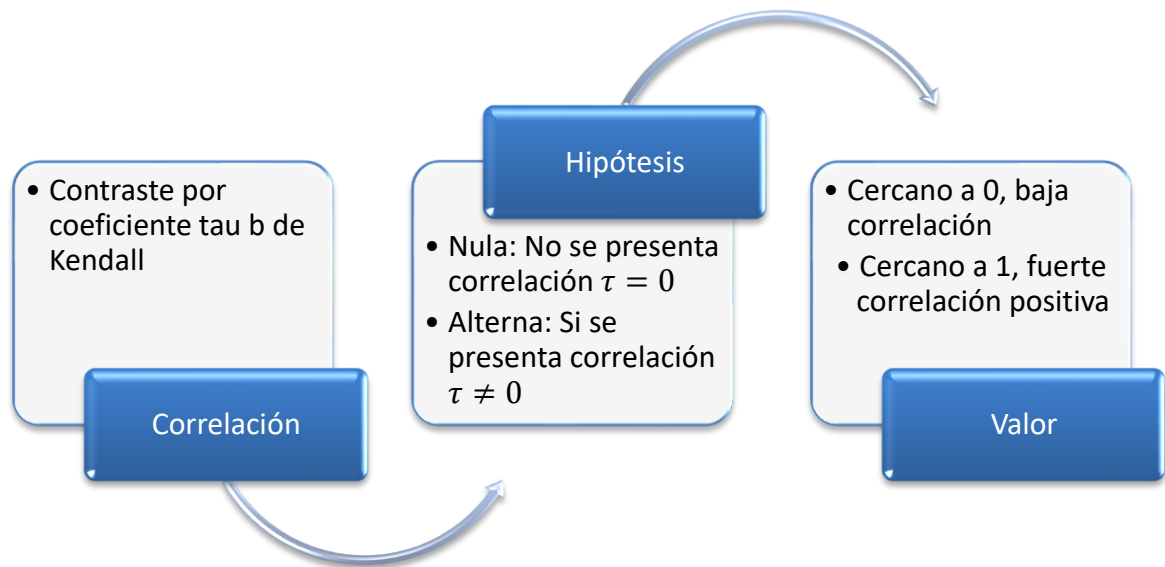 • Contraste por
coeficiente tau b de
Kendall
Correlación
Hipótesis
• Nula: No se presenta
correlación 𝜏 = 0
• Alterna: Si se
presenta correlación
𝜏 ≠ 0
• Cercano a 0, baja
correlación
• Cercano a 1, fuerte
correlación positiva
Valor